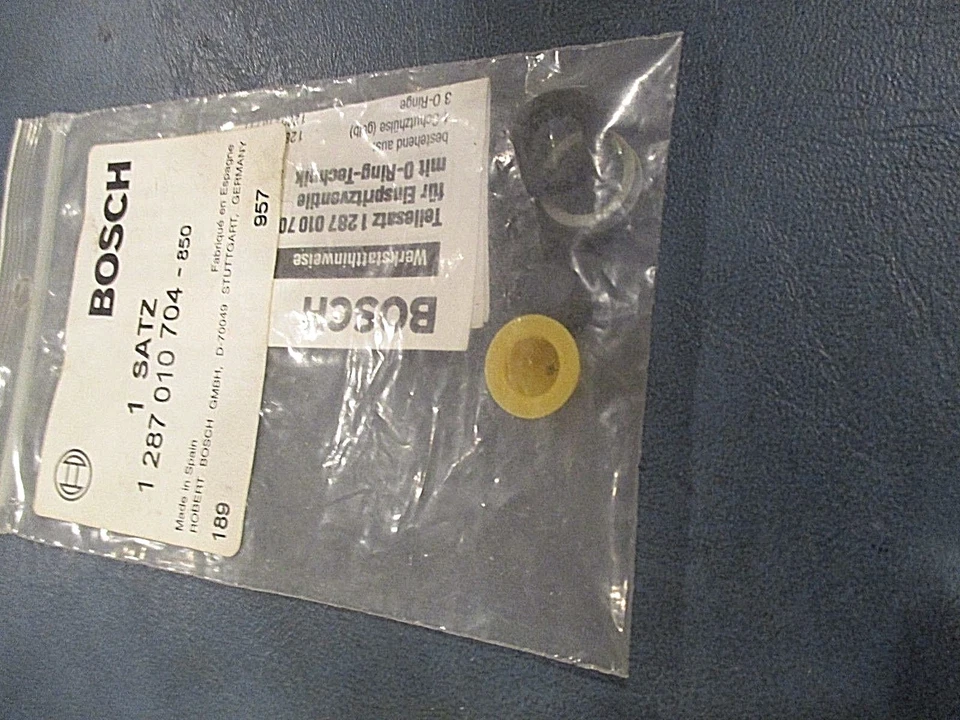 BOSCH
1 SATZ
1 287 010 704 - 850
Made in Spain Fabriqué en Espagne
ROBERT BOSCH GMBH, D-70049 STUTTGART, GERMANY
189 957
BOSCH
Werkstatthinweise
Teilesatz 1 287 010 70
für Einspritzventile
mit O-Ring-Technik
bestehend aus:
Schutzhülse (gelb)
3 O-Ringe